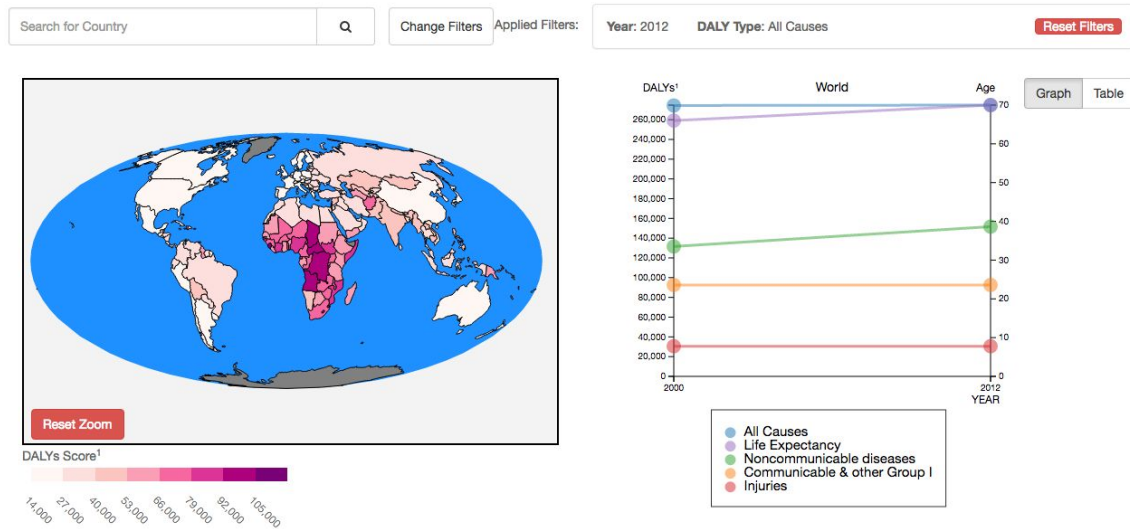 Search for Country
Change Filters
Applied Filters:
Year: 2012 DALY Type: All Causes
Reset Filters
Reset Zoom
DALYs Score¹
14,000
27,000
40,000
53,000
66,000
79,000
92,000
105,000
DALYs¹
World
Age
260,000
240,000
220,000
200,000
180,000
160,000
140,000
120,000
100,000
80,000
60,000
40,000
20,000
0
70
60
50
40
30
20
10
0
2000
2012
YEAR
Graph
Table
All Causes
Life Expectancy
Noncommunicable diseases
Communicable & other Group I
Injuries